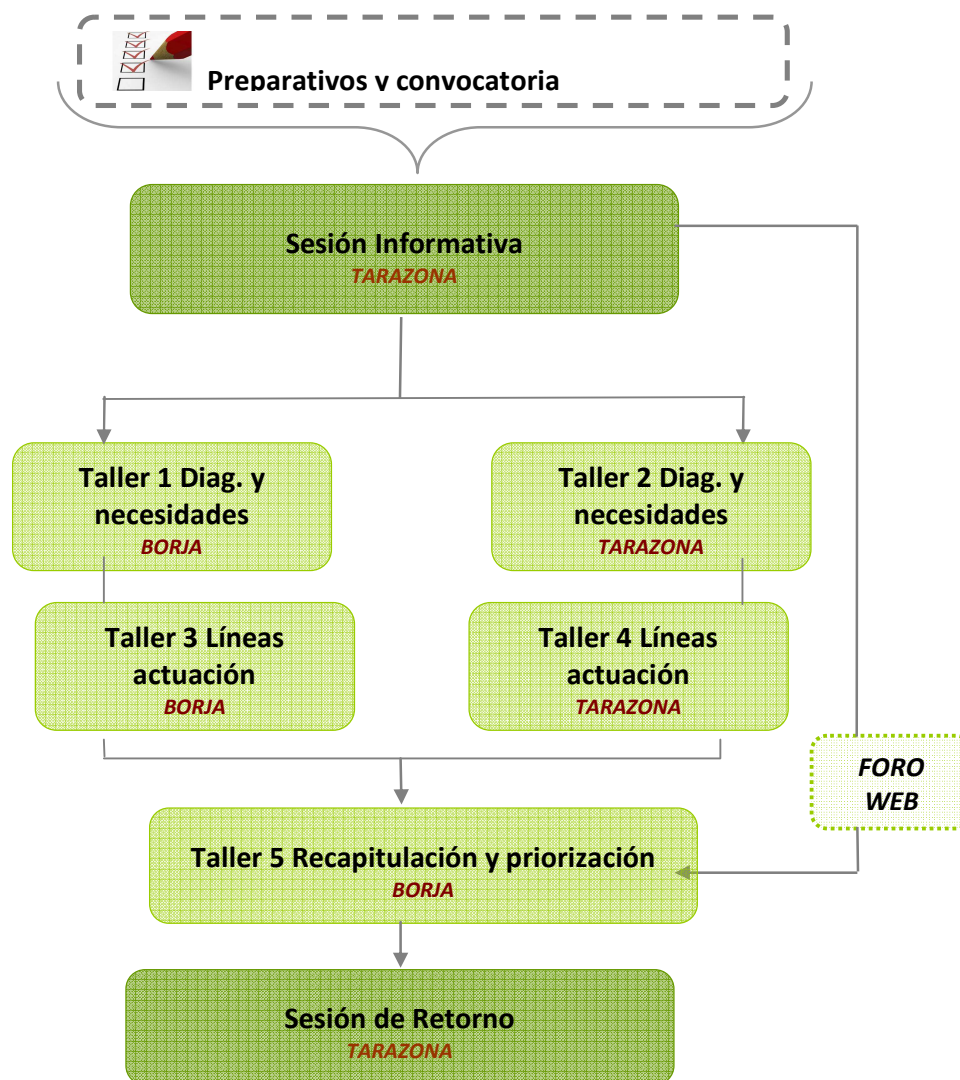 Preparativos y convocatoria
Sesión Informativa
TARAZONA
Taller 1 Diag. y
necesidades
BORJA
Taller 2 Diag. y
necesidades
TARAZONA
Taller 3 Líneas
actuación
BORJA
Taller 4 Líneas
actuación
TARAZONA
FORO
WEB
Taller 5 Recapitulación y priorización
BORJA
Sesión de Retorno
TARAZONA